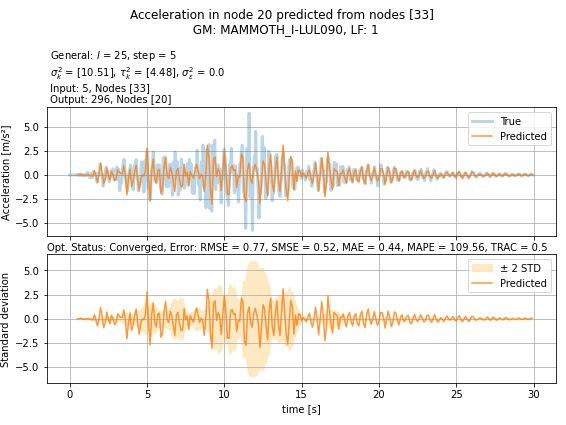 Acceleration in node 20 predicted from nodes [33]
GM: MAMMOTH_I-LUL090, LF: 1
General: l = 25, step = 5
σ²ₖ = [10.51], τ²ₖ = [4.48], σ²ε = 0.0
Input: 5, Nodes [33]
Output: 296, Nodes [20]
Acceleration [m/s²]
5.0
2.5
0.0
−2.5
−5.0
True
Predicted
Opt. Status: Converged, Error: RMSE = 0.77, SMSE = 0.52, MAE = 0.44, MAPE = 109.56, TRAC = 0.5
Standard deviation
5.0
2.5
0.0
−2.5
−5.0
± 2 STD
Predicted
0 5 10 15 20 25 30
time [s]